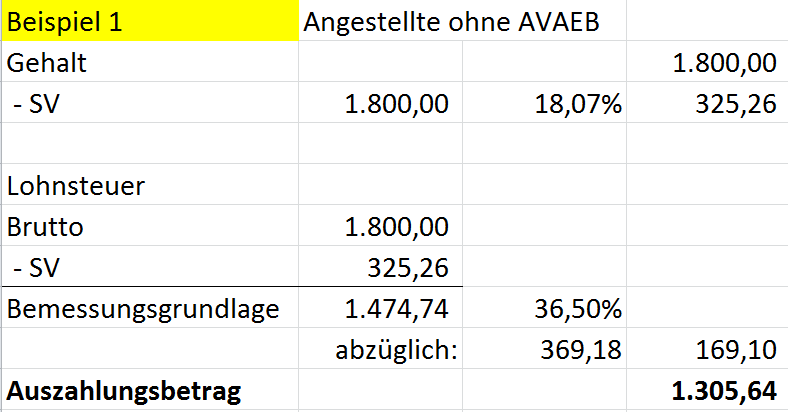 Beispiel 1 Angestellte ohne AVAEB
Gehalt 1.800,00
- SV 1.800,00 18,07% 325,26
Lohnsteuer
Brutto 1.800,00
- SV 325,26
Bemessungsgrundlage 1.474,74 36,50%
abzüglich: 369,18 169,10
Auszahlungsbetrag 1.305,64